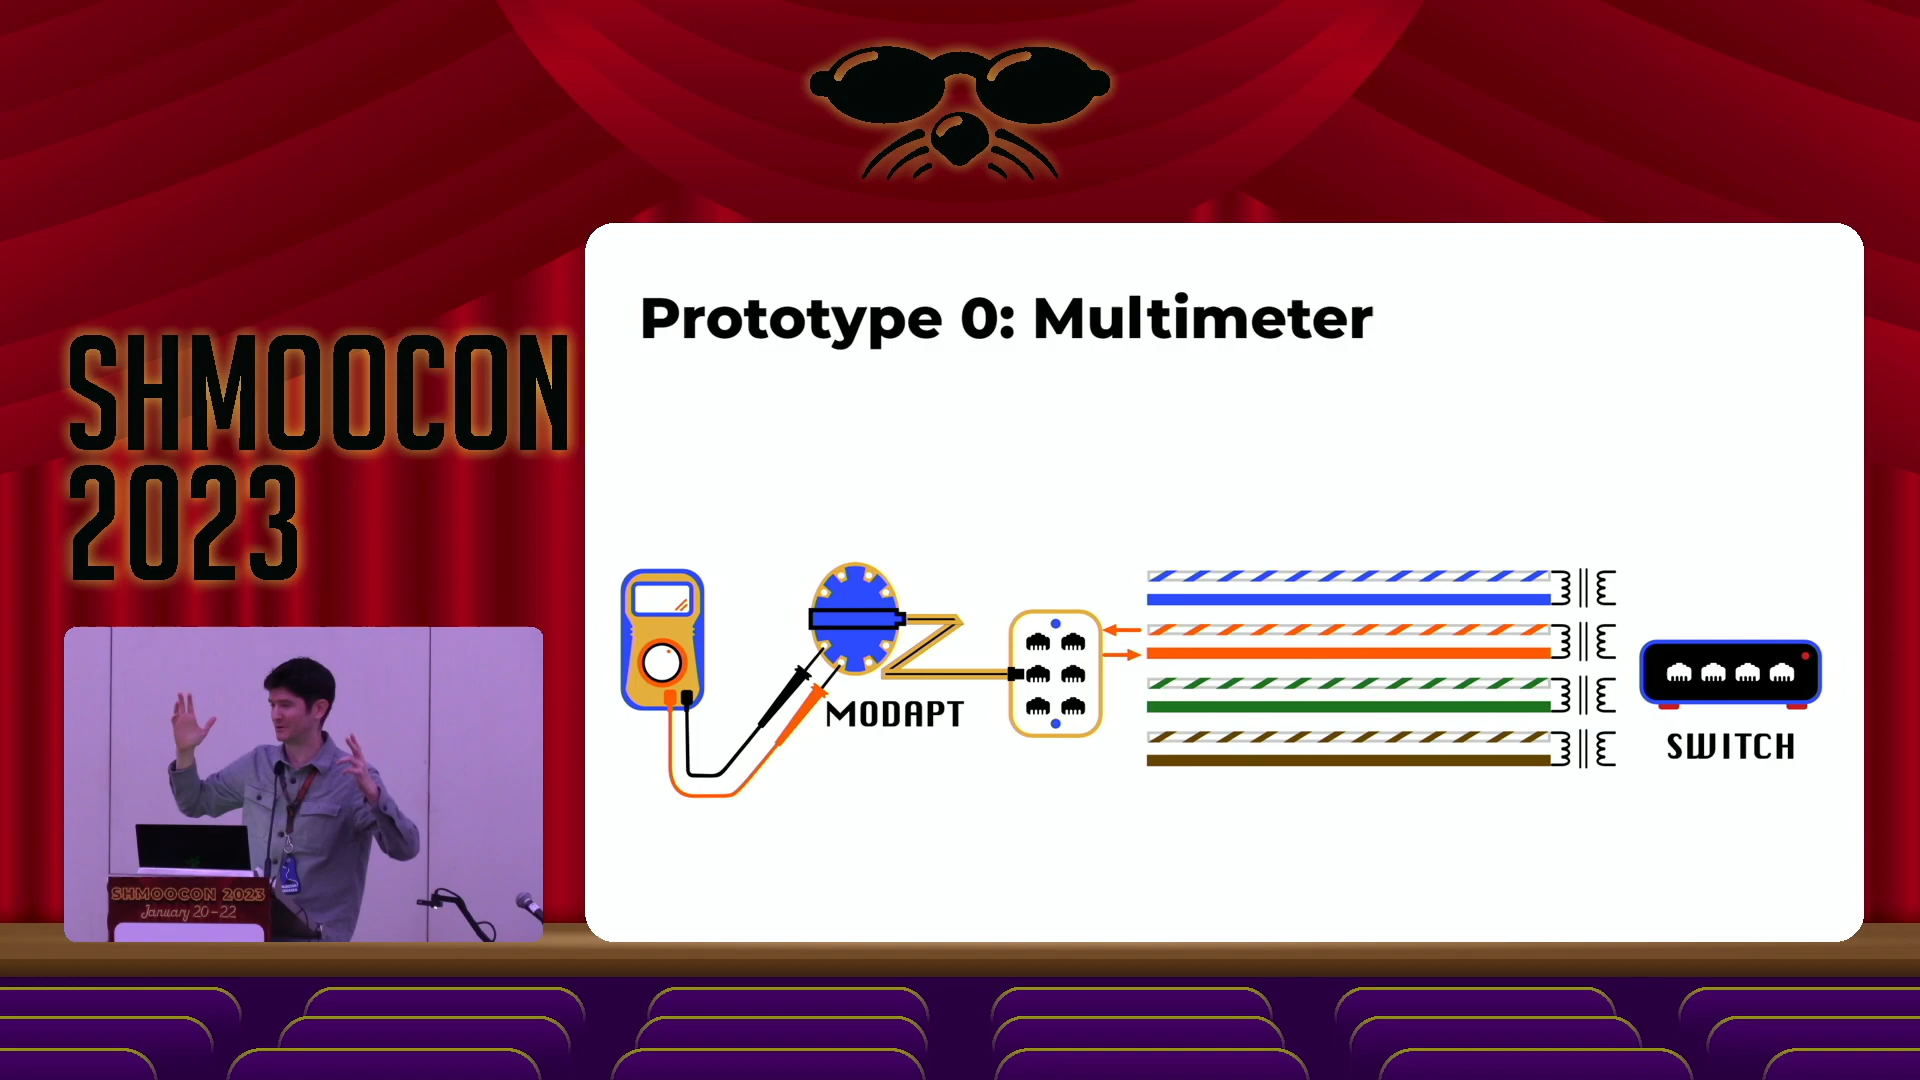 SHMOOCON
2023
Prototype 0: Multimeter
MODAPT
SWITCH
SHMOOCON 2023
January 20-22